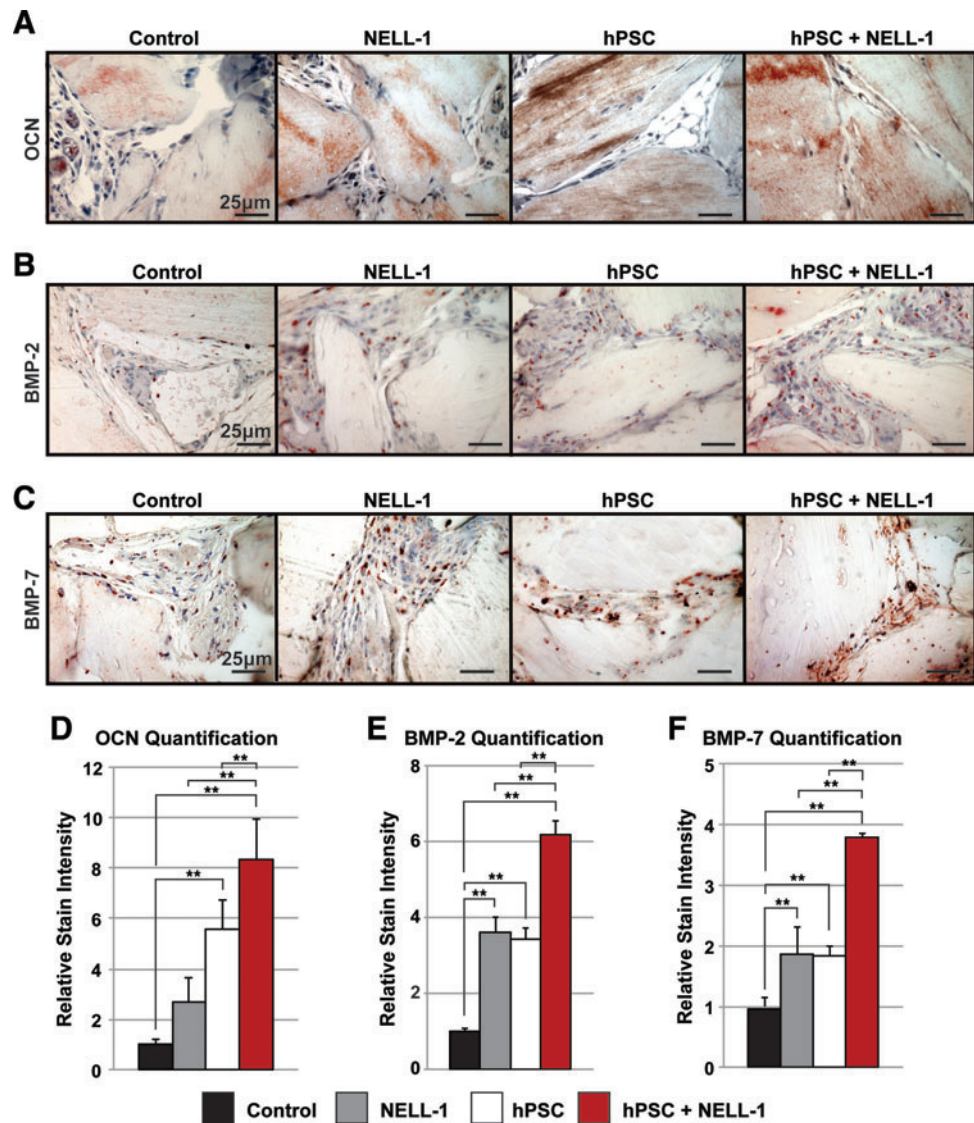 A
Control NELL-1 hPSC hPSC + NELL-1
OCN
25μm
B
Control NELL-1 hPSC hPSC + NELL-1
BMP-2
25μm
C
Control NELL-1 hPSC hPSC + NELL-1
BMP-7
25μm
D
OCN Quantification
Relative Stain Intensity
12
10
8
6
4
2
0
**
**
**
**
E
BMP-2 Quantification
Relative Stain Intensity
8
6
4
2
0
**
**
**
**
**
F
BMP-7 Quantification
Relative Stain Intensity
5
4
3
2
1
0
**
**
**
**
**
Control NELL-1 hPSC hPSC + NELL-1